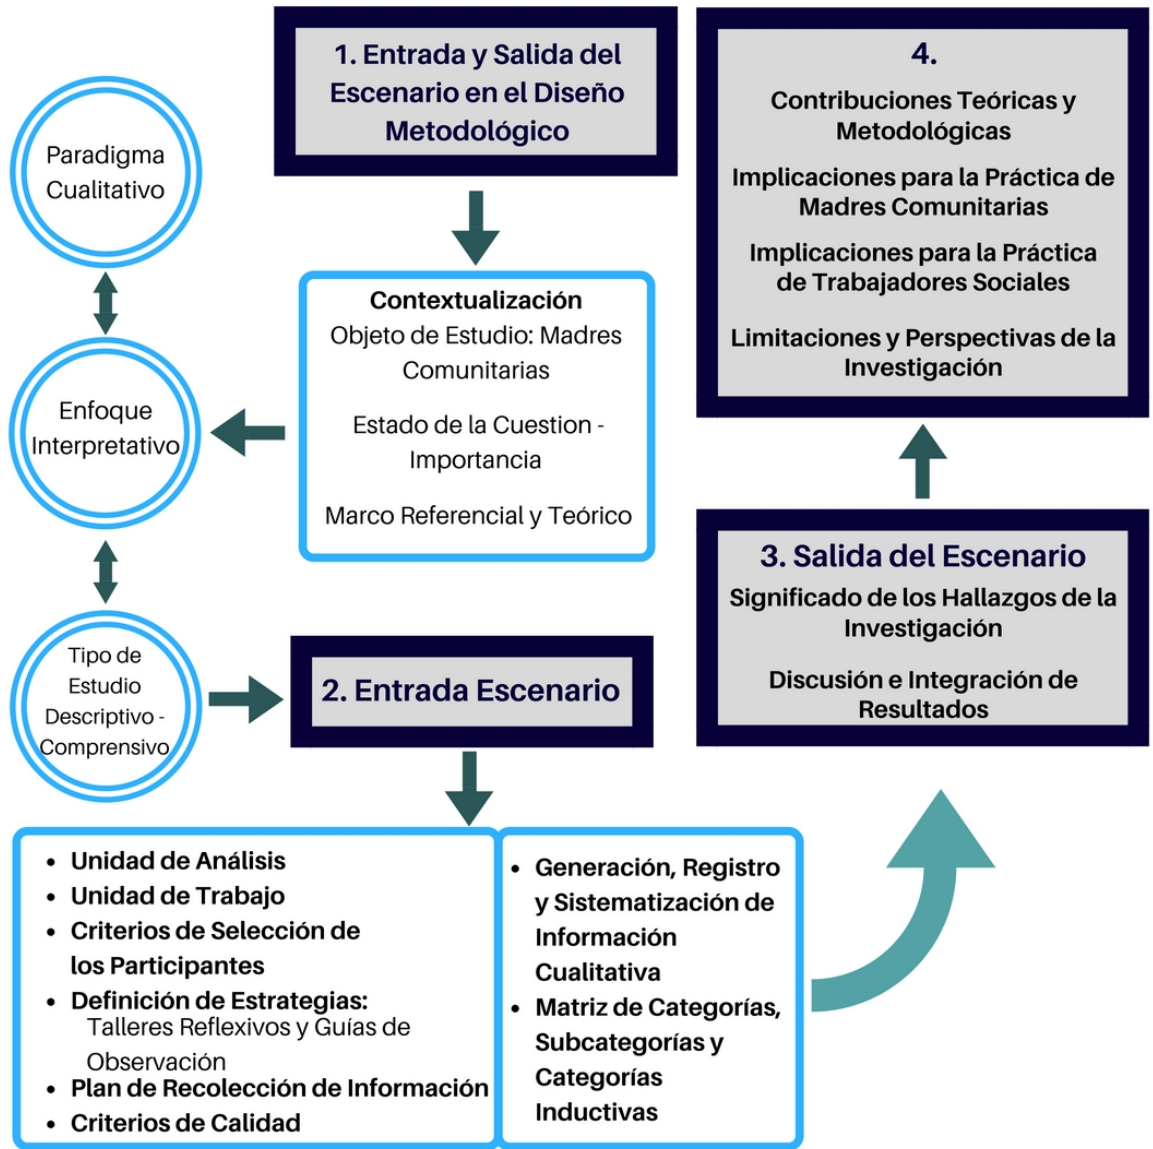 1. Entrada y Salida del
Escenario en el Diseño
Metodológico
Paradigma
Cualitativo
Contextualización
Objeto de Estudio: Madres
Comunitarias
Estado de la Cuestion -
Importancia
Marco Referencial y Teórico
Enfoque
Interpretativo
Tipo de
Estudio
Descriptivo -
Comprensivo
2. Entrada Escenario
• Unidad de Análisis
• Unidad de Trabajo
• Criterios de Selección de
los Participantes
• Definición de Estrategias:
Talleres Reflexivos y Guías de
Observación
• Plan de Recolección de Información
• Criterios de Calidad
• Generación, Registro
y Sistematización de
Información
Cualitativa
• Matriz de Categorías,
Subcategorías y
Categorías
Inductivas
3. Salida del Escenario
Significado de los Hallazgos de la
Investigación
Discusión e Integración de
Resultados
4.
Contribuciones Teóricas y
Metodológicas
Implicaciones para la Práctica de
Madres Comunitarias
Implicaciones para la Práctica
de Trabajadores Sociales
Limitaciones y Perspectivas de la
Investigación